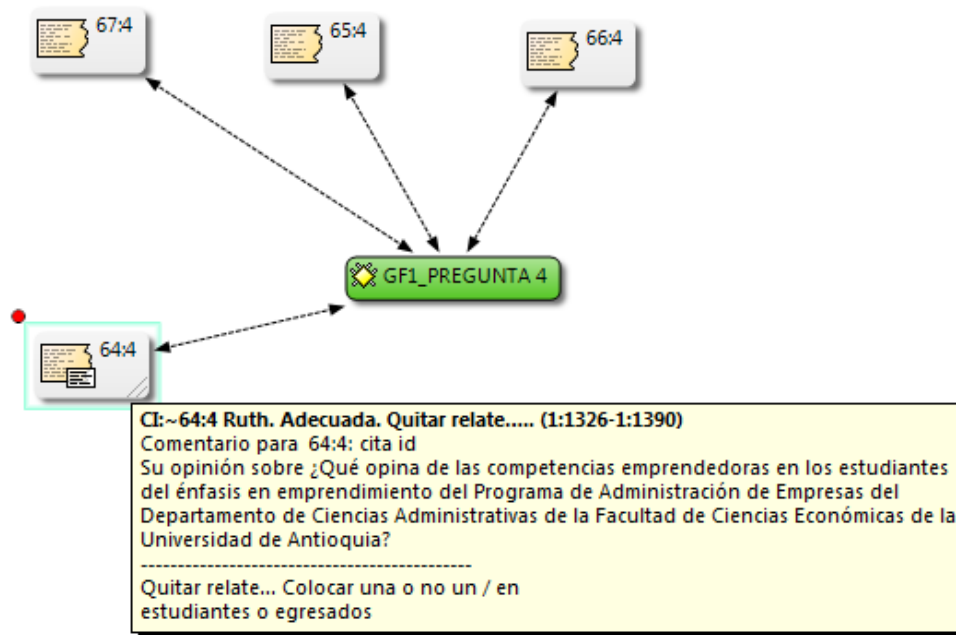 67:4
65:4
66:4
GF1_PREGUNTA 4
64:4
CI:~64:4 Ruth. Adecuada. Quitar relate..... (1:1326-1:1390)
Comentario para 64:4: cita id
Su opinión sobre ¿Qué opina de las competencias emprendedoras en los estudiantes
del énfasis en emprendimiento del Programa de Administración de Empresas del
Departamento de Ciencias Administrativas de la Facultad de Ciencias Económicas de la
Universidad de Antioquia?
--------------------------------------------
Quitar relate... Colocar una o no un / en
estudiantes o egresados